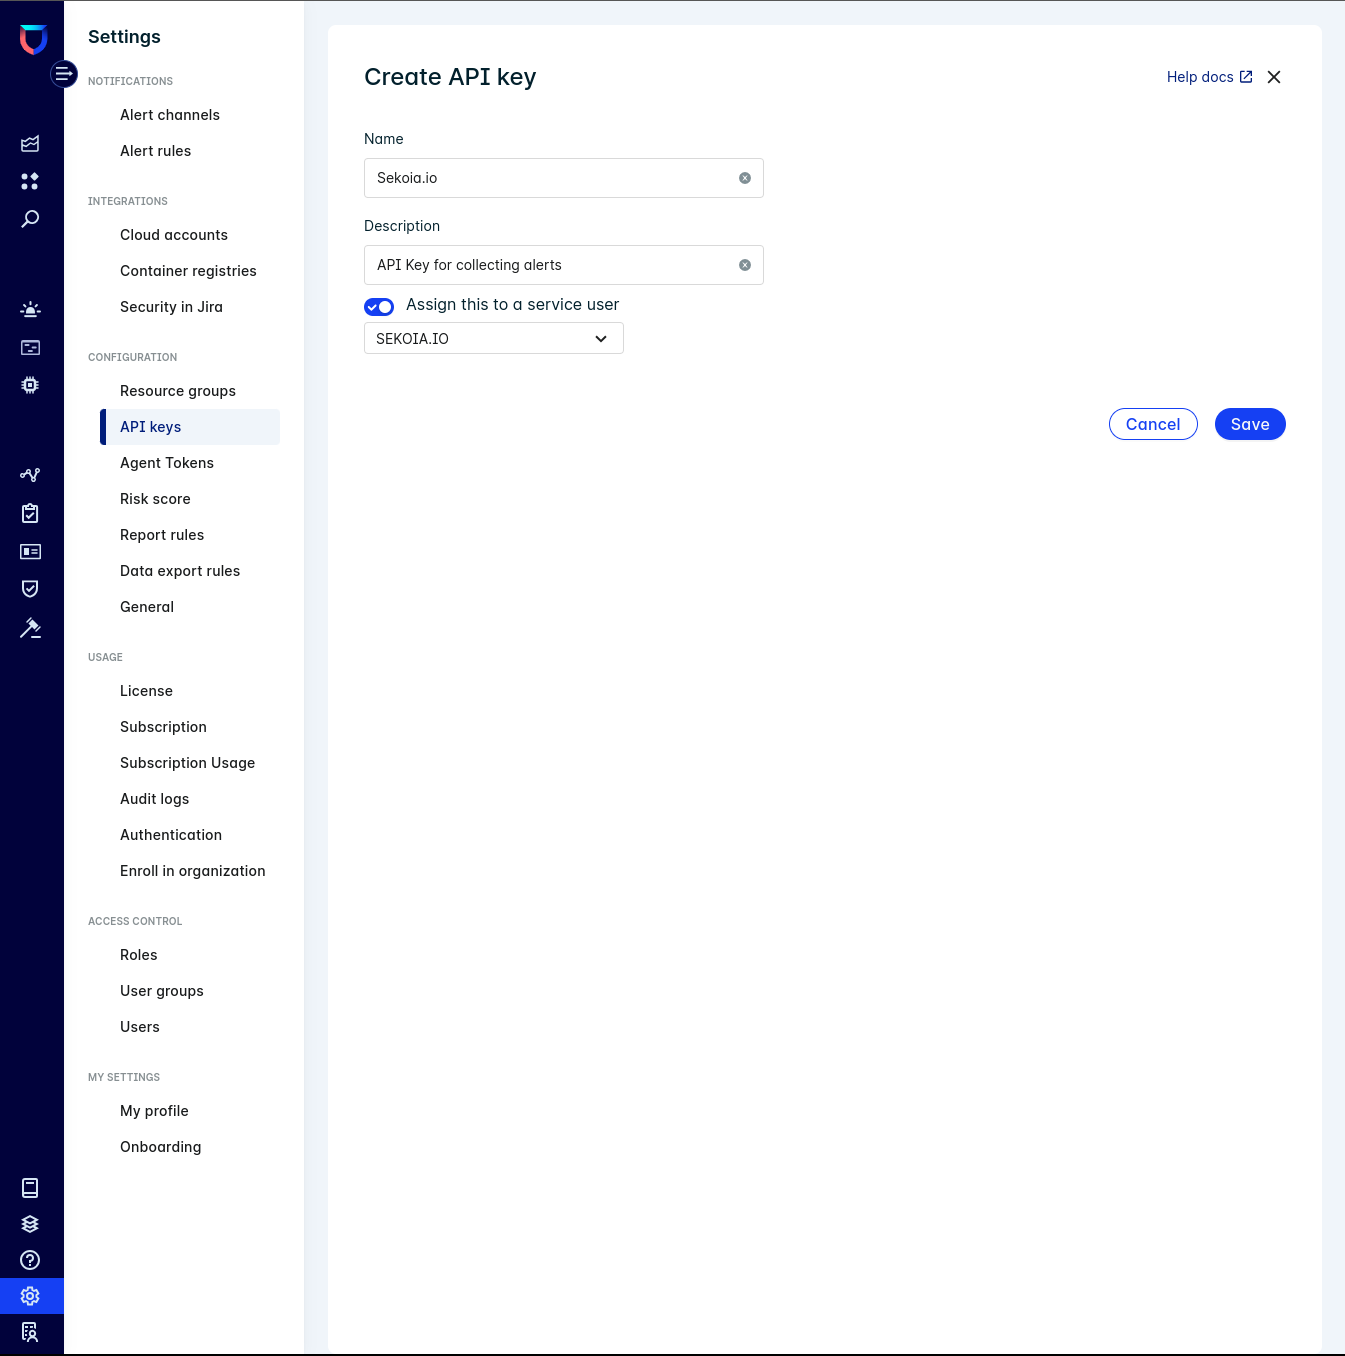 Settings
NOTIFICATIONS
Alert channels
Alert rules
INTEGRATIONS
Cloud accounts
Container registries
Security in Jira
CONFIGURATION
Resource groups
API keys
Agent Tokens
Risk score
Report rules
Data export rules
General
USAGE
License
Subscription
Subscription Usage
Audit logs
Authentication
Enroll in organization
ACCESS CONTROL
Roles
User groups
Users
MY SETTINGS
My profile
Onboarding
Create API key
Help docs
Name
Sekoia.io
Description
API Key for collecting alerts
Assign this to a service user
SEKOIA.IO
Cancel
Save